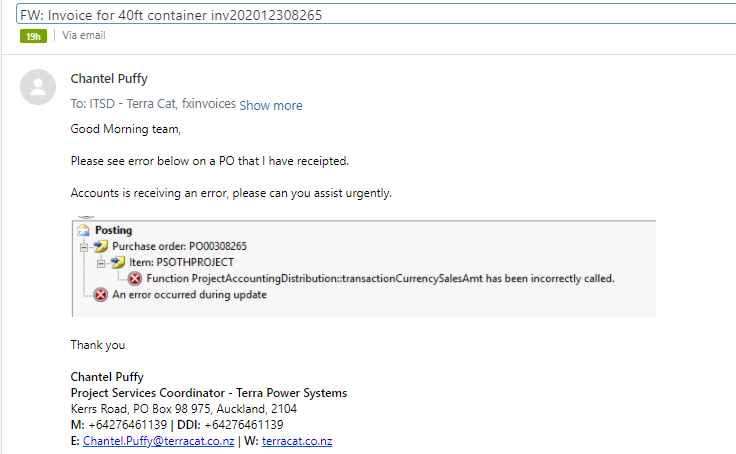 FW: Invoice for 40ft container inv202012308265
19h Via email
Chantel Puffy
To: ITSD - Terra Cat, fxinvoices Show more
Good Morning team,
Please see error below on a PO that I have receipted.
Accounts is receiving an error, please can you assist urgently.
Posting
Purchase order: PO00308265
Item: PSOTHPROJECT
Function ProjectAccountingDistribution::transactionCurrencySalesAmt has been incorrectly called.
An error occurred during update
Thank you
Chantel Puffy
Project Services Coordinator - Terra Power Systems
Kerrs Road, PO Box 98 975, Auckland, 2104
M: +64276461139 | DDI: +64276461139
E: Chantel.Puffy@terracat.co.nz | W: terracat.co.nz